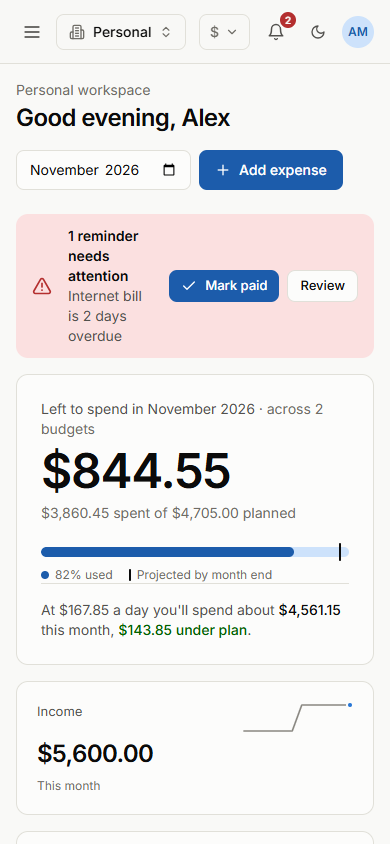 Personal
$
2
AM
Personal workspace
Good evening, Alex
November 2026
Add expense
1 reminder
needs
attention
Internet bill
is 2 days
overdue
Mark paid
Review
Left to spend in November 2026 · across 2
budgets
$844.55
$3,860.45 spent of $4,705.00 planned
82% used
Projected by month end
At $167.85 a day you'll spend about $4,561.15
this month, $143.85 under plan.
Income
$5,600.00
This month